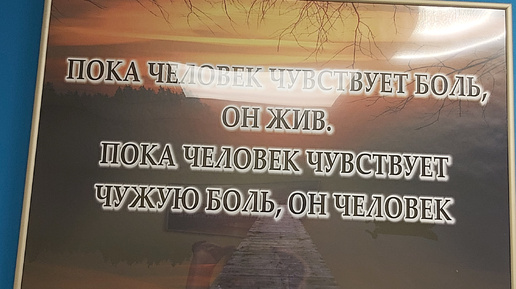 ПОКА ЧЕЛОВЕК ЧУВСТВУЕТ БОЛЬ,
ОН ЖИВ.
ПОКА ЧЕЛОВЕК ЧУВСТВУЕТ
ЧУЖУЮ БОЛЬ, ОН ЧЕЛОВЕК